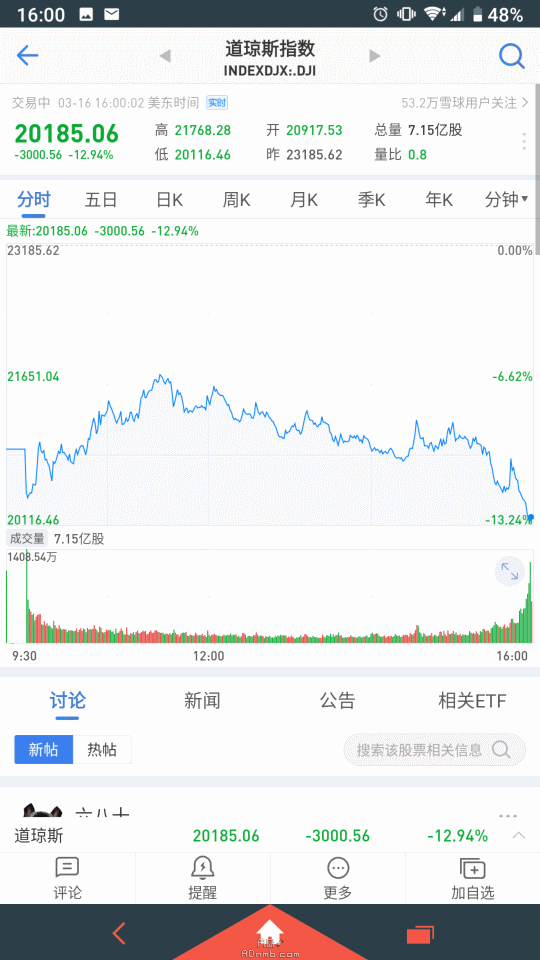 16:00 48%
道琼斯指数
INDEXDJX:.DJI
交易中 03-16 16:00:02 美东时间 实时 53.2万雪球用户关注
20185.06 高 21768.28 开 20917.53 总量 7.15亿股
-3000.56 -12.94% 低 20116.46 昨 23185.62 量比 0.8
分时 五日 日K 周K 月K 季K 年K 分钟
最新:20185.06 -3000.56 -12.94%
23185.62 0.00%
21651.04 -6.62%
20116.46 -13.24%
成交量 7.15亿股
1408.54万
9:30 12:00 16:00
讨论 新闻 公告 相关ETF
新帖 热帖 搜索该股票相关信息
道琼斯 20185.06 -3000.56 -12.94%
评论 提醒 更多 加自选
ADnmb.com